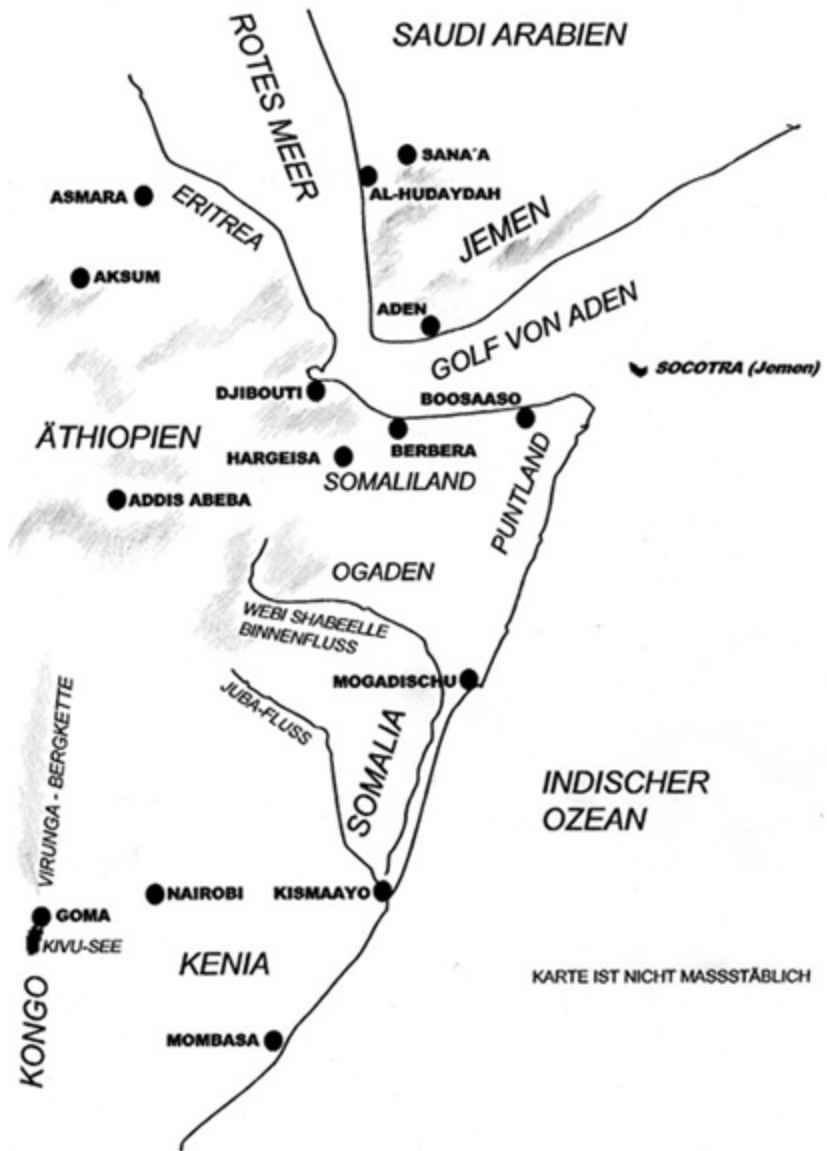 SAUDI ARABIEN
ROTES MEER
SANA'A
AL-HUDAYDAH
ASMARA
ERITREA
JEMEN
AKSUM
ADEN
GOLF VON ADEN
SOCOTRA (Jemen)
DJIBOUTI
BOOSAASO
ÄTHIOPIEN
BERBERA
HARGEISA
SOMALILAND
PUNTLAND
ADDIS ABEBA
OGADEN
WEBI SHABEELLE
BINNENFLUSS
MOGADISCHU
JUBA-FLUSS
SOMALIA
VIRUNGA - BERGKETTE
INDISCHER
OZEAN
NAIROBI
KISMAAYO
GOMA
KIVU-SEE
KENIA
KARTE IST NICHT MASSSTÄBLICH
KONGO
MOMBASA